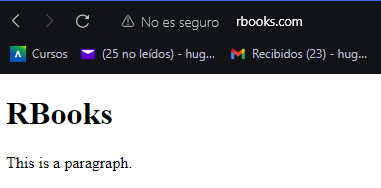 No es seguro rbooks.com
Cursos (25 no leídos) - hug... Recibidos (23) - hug...
RBooks
This is a paragraph.